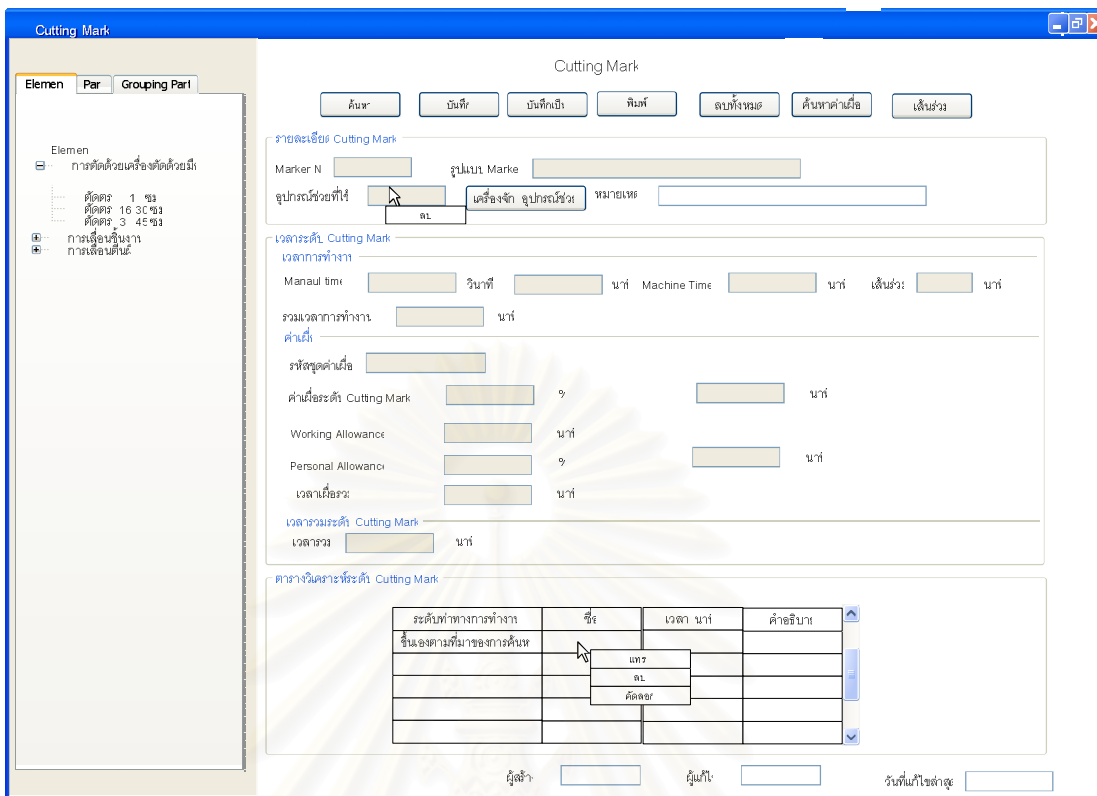 Cutting Mark
Cutting Mark
Elemen Par Grouping Part
ค้นหา บันทึก บันทึกเป็น พิมพ์ ลบทั้งหมด ค้นหาค่าเผื่อ เส้นร่วม
รายละเอียด Cutting Mark
Elemen
การตัดด้วยเครื่องตัดด้วยมือ
Marker N รูปแบบ Marke
อุปกรณ์ช่วยที่ใช้ เครื่องจัก อุปกรณ์ช่วย หมายเหต
ตัดตร 1 ซม
ตัดตร 16 30 ซม
ตัดตร 3 45 ซม
ลบ
การเลื่อนชิ้นงาน
การเลื่อนตีนผี
เวลาระดับ Cutting Mark
เวลาการทำงาน
Manaul time วินาที นาที Machine Time นาที เส้นร่วม นาที
รวมเวลาการทำงาน นาที
ค่าเผื่อ
รหัสชุดค่าเผื่อ
ค่าเผื่อระดับ Cutting Mark % นาที
Working Allowance นาที
Personal Allowance % นาที
เวลาเผื่อรวม นาที
เวลารวมระดับ Cutting Mark
เวลารวม นาที
ตารางวิเคราะห์ระดับ Cutting Mark
ระดับท่าทางการทำงาน ชื่อ เวลา นาที คำอธิบาย
ขึ้นเองตามที่มาของการค้นห
แทรก
ลบ
คัดลอก
ผู้สร้าง ผู้แก้ไข วันที่แก้ไขล่าสุด